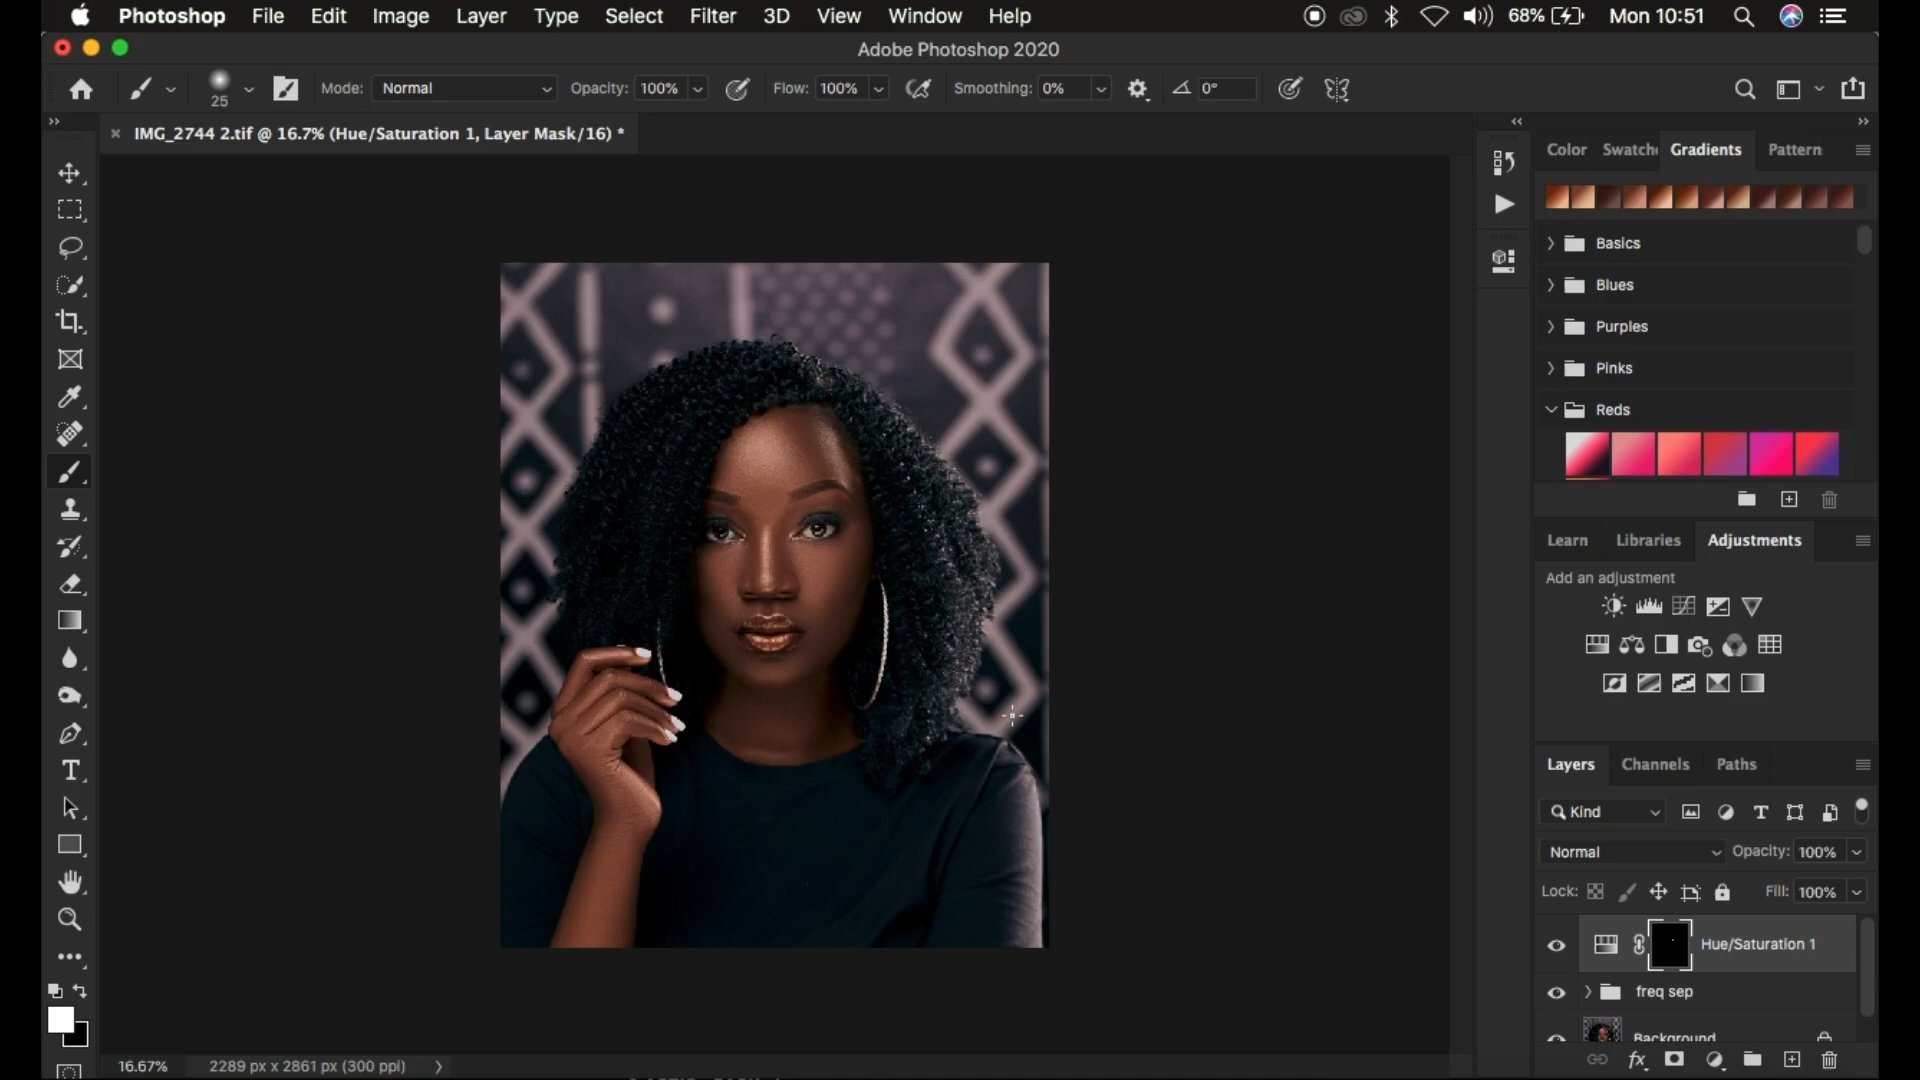 Photoshop File Edit Image Layer Type Select Filter 3D View Window Help 68% Mon 10:51
Adobe Photoshop 2020
25 Mode: Normal Opacity: 100% Flow: 100% Smoothing: 0% 0°
IMG_2744 2.tif @ 16.7% (Hue/Saturation 1, Layer Mask/16) *
Color Swatche Gradients Pattern
Basics
Blues
Purples
Pinks
Reds
Learn Libraries Adjustments
Add an adjustment
Layers Channels Paths
Kind
Normal Opacity: 100%
Lock: Fill: 100%
Hue/Saturation 1
freq sep
Background
16.67% 2289 px x 2861 px (300 ppi)